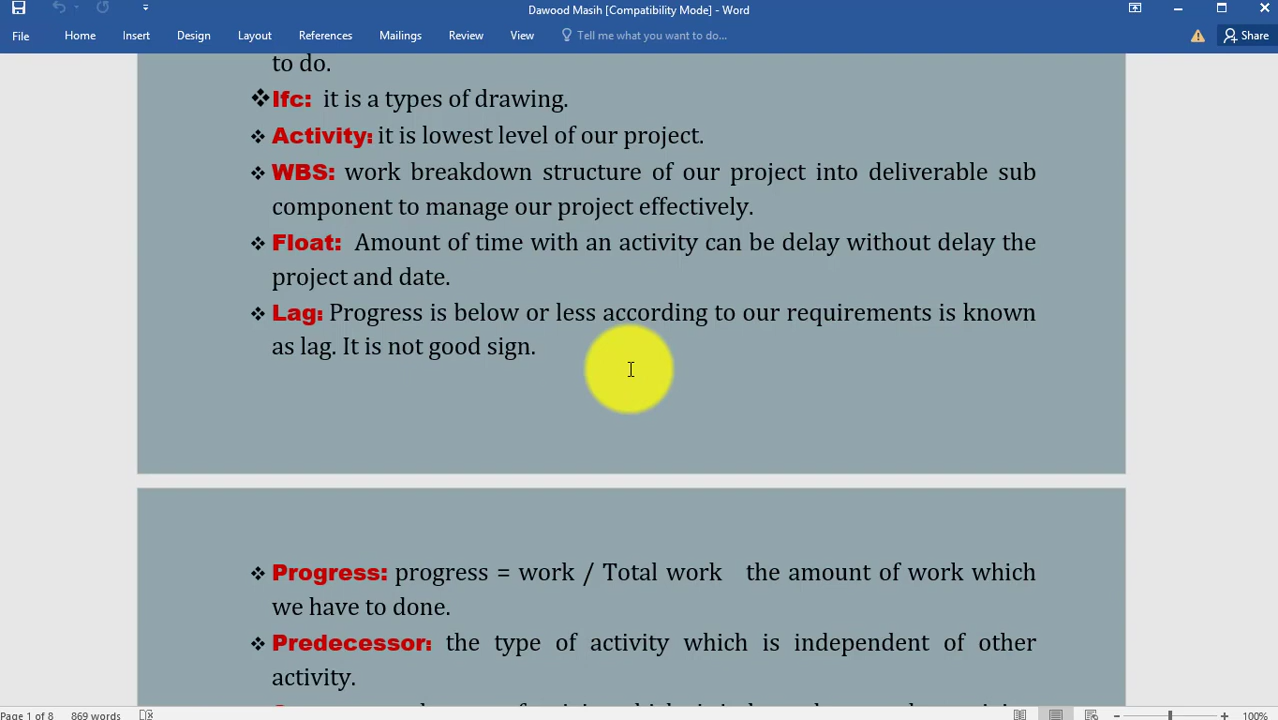 Dawood Masih [Compatibility Mode] - Word
File Home Insert Design Layout References Mailings Review View Tell me what you want to do... Share
to do.
❖Ifc: it is a types of drawing.
❖ Activity: it is lowest level of our project.
❖ WBS: work breakdown structure of our project into deliverable sub
component to manage our project effectively.
❖ Float: Amount of time with an activity can be delay without delay the
project and date.
❖ Lag: Progress is below or less according to our requirements is known
as lag. It is not good sign.
❖ Progress: progress = work / Total work the amount of work which
we have to done.
❖ Predecessor: the type of activity which is independent of other
activity.
Page 1 of 8 869 words 100%